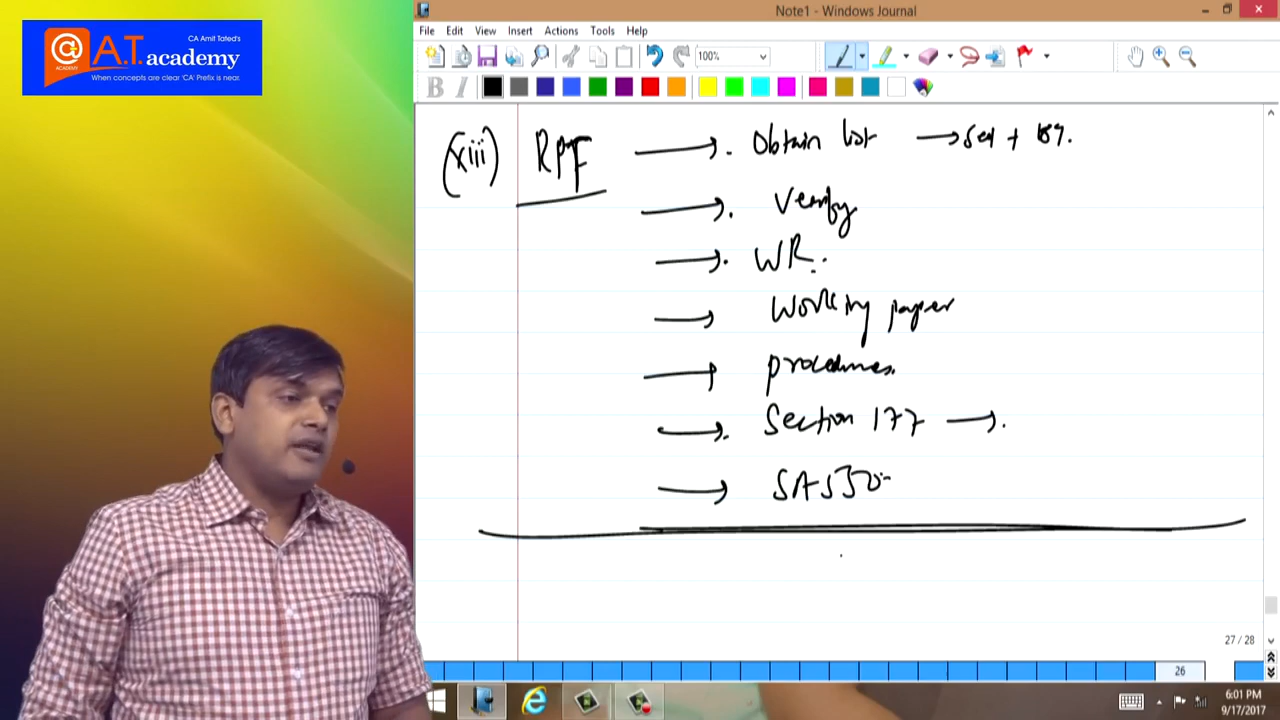 CA Amit Tated's
@ A.T. academy
ACADEMY
When concepts are clear 'CA' Prefix is near.
Note1 - Windows Journal
File Edit View Insert Actions Tools Help
100%
B I
(xiii) RPT → Obtain list → Sec 189.
→ Verify
→ WR.
→ Working paper
→ procedures.
→ Section 177 →
→ SA 550
27 / 28
26
6:01 PM
9/17/2017